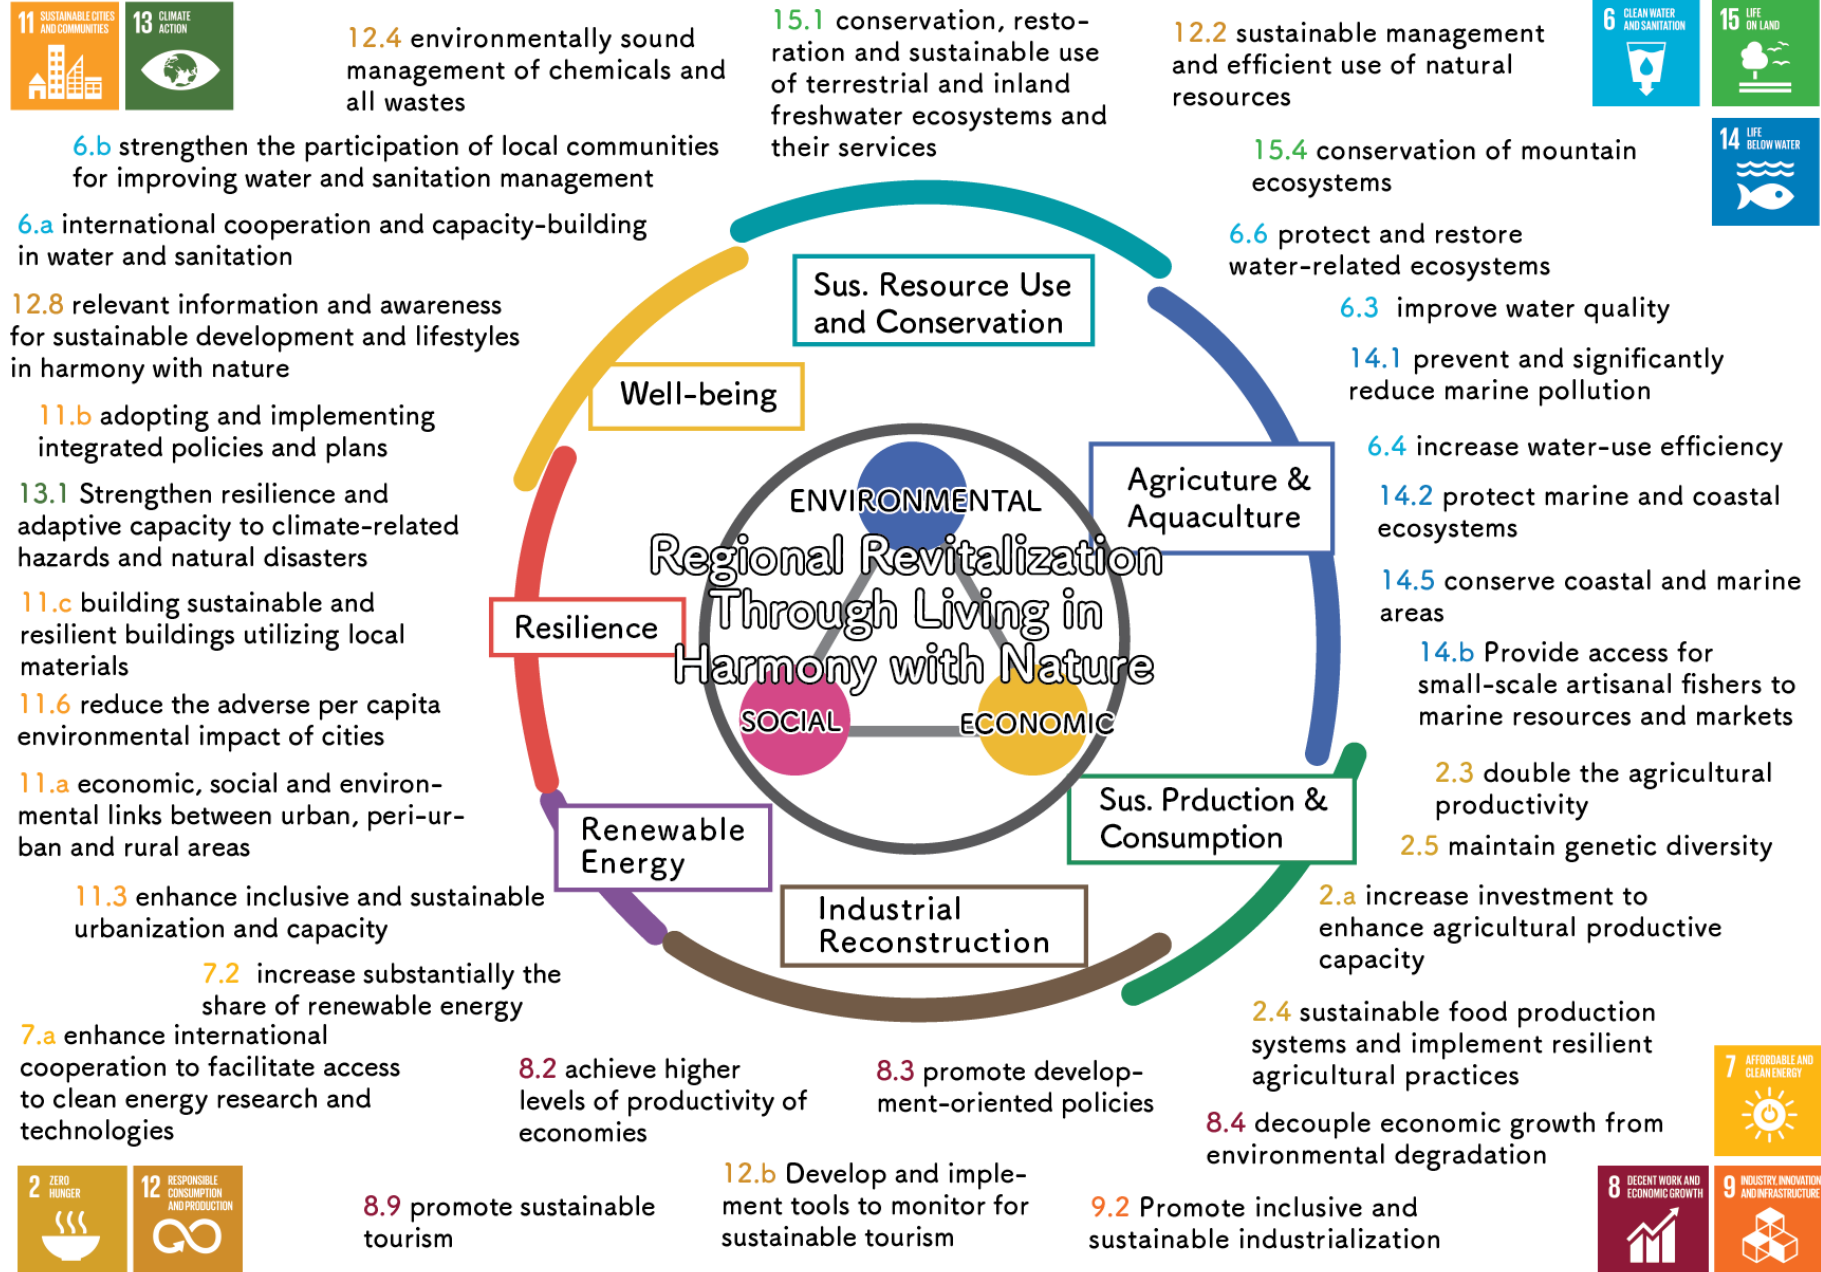 11 SUSTAINABLE CITIES
AND COMMUNITIES
13 CLIMATE
ACTION
12.4 environmentally sound
management of chemicals and
all wastes
15.1 conservation, resto-
ration and sustainable use
of terrestrial and inland
freshwater ecosystems and
their services
12.2 sustainable management
and efficient use of natural
resources
6 CLEAN WATER
AND SANITATION
15 LIFE
ON LAND
14 LIFE
BELOW WATER
6.b strengthen the participation of local communities
for improving water and sanitation management
15.4 conservation of mountain
ecosystems
6.a international cooperation and capacity-building
in water and sanitation
6.6 protect and restore
water-related ecosystems
12.8 relevant information and awareness
for sustainable development and lifestyles
in harmony with nature
6.3 improve water quality
14.1 prevent and significantly
reduce marine pollution
11.b adopting and implementing
integrated policies and plans
6.4 increase water-use efficiency
13.1 Strengthen resilience and
adaptive capacity to climate-related
hazards and natural disasters
14.2 protect marine and coastal
ecosystems
11.c building sustainable and
resilient buildings utilizing local
materials
14.5 conserve coastal and marine
areas
11.6 reduce the adverse per capita
environmental impact of cities
14.b Provide access for
small-scale artisanal fishers to
marine resources and markets
11.a economic, social and environ-
mental links between urban, peri-ur-
ban and rural areas
2.3 double the agricultural
productivity
2.5 maintain genetic diversity
11.3 enhance inclusive and sustainable
urbanization and capacity
2.a increase investment to
enhance agricultural productive
capacity
7.2 increase substantially the
share of renewable energy
2.4 sustainable food production
systems and implement resilient
agricultural practices
7.a enhance international
cooperation to facilitate access
to clean energy research and
technologies
8.2 achieve higher
levels of productivity of
economies
8.3 promote develop-
ment-oriented policies
8.4 decouple economic growth from
environmental degradation
8.9 promote sustainable
tourism
12.b Develop and imple-
ment tools to monitor for
sustainable tourism
9.2 Promote inclusive and
sustainable industrialization
Sus. Resource Use
and Conservation
Well-being
Agricuture &
Aquaculture
Resilience
Renewable
Energy
Sus. Prduction &
Consumption
Industrial
Reconstruction
ENVIRONMENTAL
Regional Revitalization
Through Living in
Harmony with Nature
SOCIAL
ECONOMIC
2 ZERO
HUNGER
12 RESPONSIBLE
CONSUMPTION
AND PRODUCTION
7 AFFORDABLE AND
CLEAN ENERGY
8 DECENT WORK AND
ECONOMIC GROWTH
9 INDUSTRY, INNOVATION
AND INFRASTRUCTURE